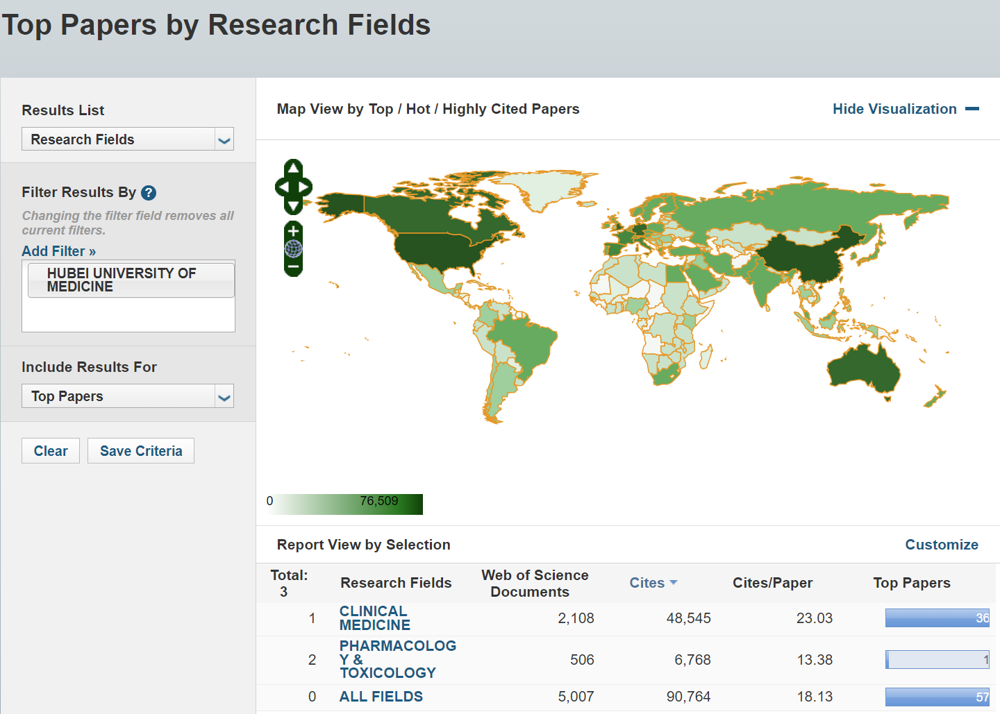 Top Papers by Research Fields
Results List
Research Fields
Filter Results By ?
Changing the filter field removes all
current filters.
Add Filter »
HUBEI UNIVERSITY OF
MEDICINE
Include Results For
Top Papers
Clear
Save Criteria
Map View by Top / Hot / Highly Cited Papers
Hide Visualization
0
76,509
Report View by Selection
Customize
Total:
3
Research Fields
Web of Science
Documents
Cites
Cites/Paper
Top Papers
1
CLINICAL
MEDICINE
2,108
48,545
23.03
36
2
PHARMACOLOG
Y &
TOXICOLOGY
506
6,768
13.38
1
0
ALL FIELDS
5,007
90,764
18.13
57